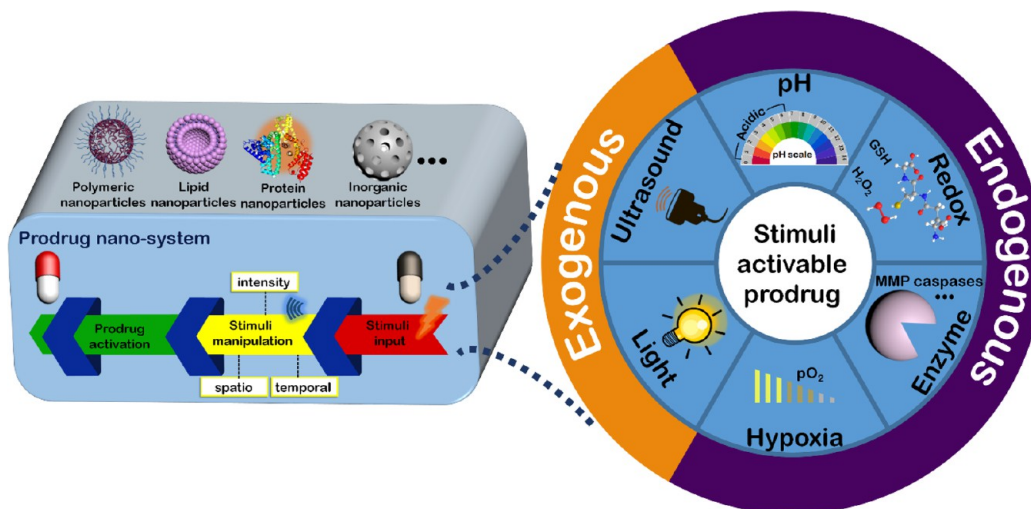 Polymeric
nanoparticles
Lipid
nanoparticles
Protein
nanoparticles
Inorganic
nanoparticles
Prodrug nano-system
intensity
Prodrug
activation
Stimuli
manipulation
Stimuli
input
spatio
temporal
Exogenous
Endogenous
pH
Acidic
pH scale
Ultrasound
GSH
H₂O₂
Redox
Stimuli
activable
prodrug
MMP caspases
Enzyme
Light
pO₂
Hypoxia